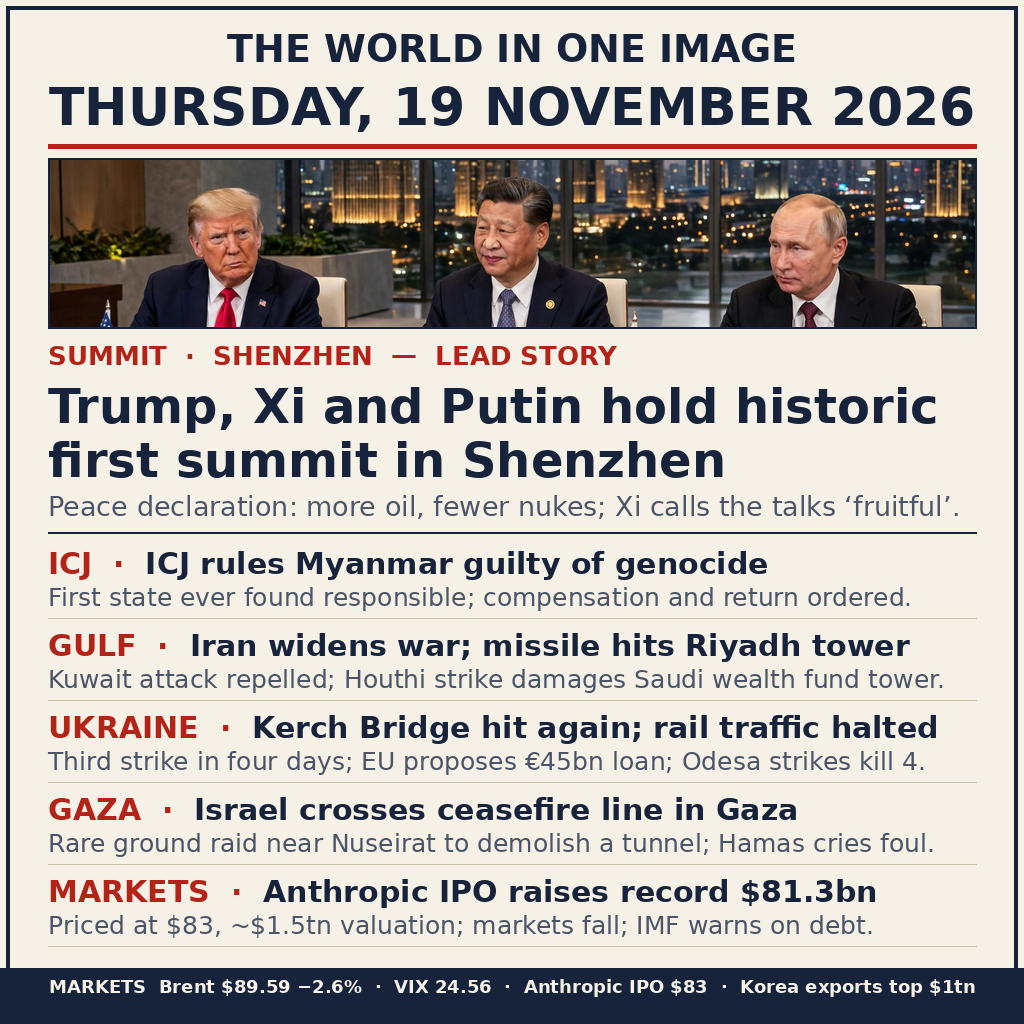 THE WORLD IN ONE IMAGE
THURSDAY, 19 NOVEMBER 2026
SUMMIT · SHENZHEN — LEAD STORY
Trump, Xi and Putin hold historic
first summit in Shenzhen
Peace declaration: more oil, fewer nukes; Xi calls the talks ‘fruitful’.
ICJ · ICJ rules Myanmar guilty of genocide
First state ever found responsible; compensation and return ordered.
GULF · Iran widens war; missile hits Riyadh tower
Kuwait attack repelled; Houthi strike damages Saudi wealth fund tower.
UKRAINE · Kerch Bridge hit again; rail traffic halted
Third strike in four days; EU proposes €45bn loan; Odesa strikes kill 4.
GAZA · Israel crosses ceasefire line in Gaza
Rare ground raid near Nuseirat to demolish a tunnel; Hamas cries foul.
MARKETS · Anthropic IPO raises record $81.3bn
Priced at $83, ~$1.5tn valuation; markets fall; IMF warns on debt.
MARKETS Brent $89.59 −2.6% · VIX 24.56 · Anthropic IPO $83 · Korea exports top $1tn